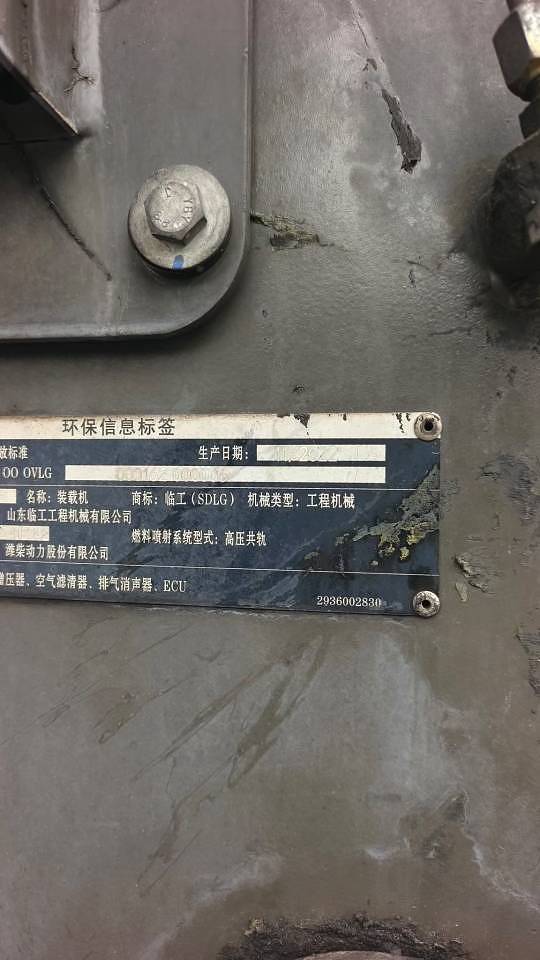 环保信息标签
放标准 生产日期:
OO OVLG
名称: 装载机 商标: 临工 (SDLG) 机械类型: 工程机械
山东临工工程机械有限公司
燃料喷射系统型式: 高压共轨
潍柴动力股份有限公司
增压器、空气滤清器、排气消声器、ECU
2936002830